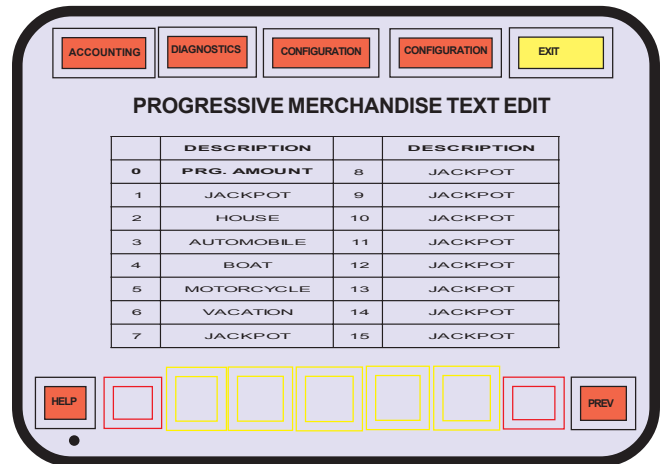 ACCOUNTING DIAGNOSTICS CONFIGURATION CONFIGURATION EXIT
PROGRESSIVE MERCHANDISE TEXT EDIT
DESCRIPTION DESCRIPTION
0 PRG. AMOUNT 8 JACKPOT
1 JACKPOT 9 JACKPOT
2 HOUSE 10 JACKPOT
3 AUTOMOBILE 11 JACKPOT
4 BOAT 12 JACKPOT
5 MOTORCYCLE 13 JACKPOT
6 VACATION 14 JACKPOT
7 JACKPOT 15 JACKPOT
HELP PREV